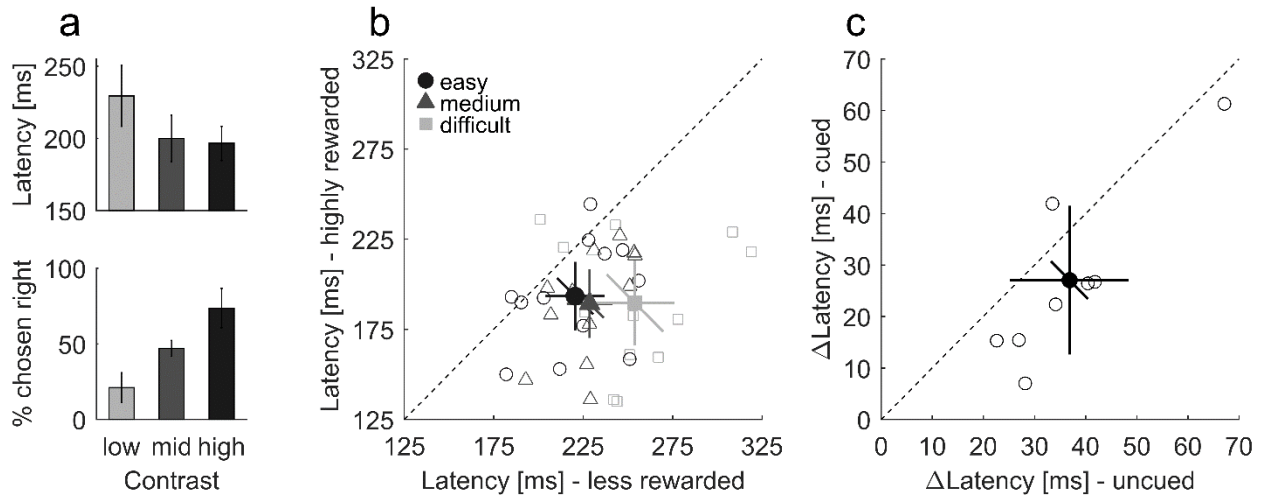 a
Latency [ms]
250
200
150
% chosen right
100
50
0
low mid high
Contrast
b
Latency [ms] - highly rewarded
325
275
225
175
125
easy
medium
difficult
125 175 225 275 325
Latency [ms] - less rewarded
c
ΔLatency [ms] - cued
70
60
50
40
30
20
10
0
0 10 20 30 40 50 60 70
ΔLatency [ms] - uncued